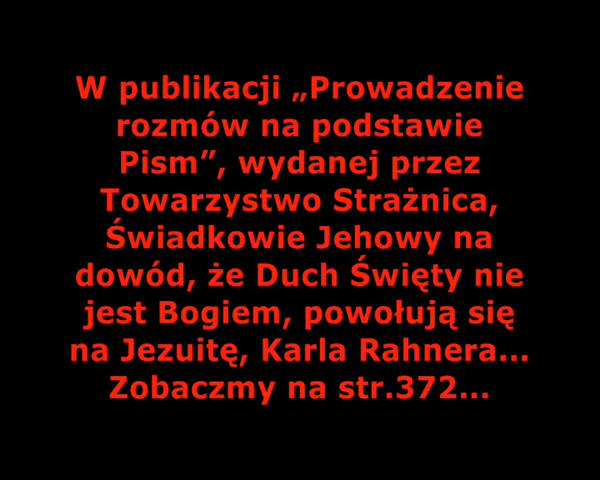 W publikacji „Prowadzenie
rozmów na podstawie
Pism”, wydanej przez
Towarzystwo Strażnica,
Świadkowie Jehowy na
dowód, że Duch Święty nie
jest Bogiem, powołują się
na Jezuitę, Karla Rahnera...
Zobaczmy na str.372...